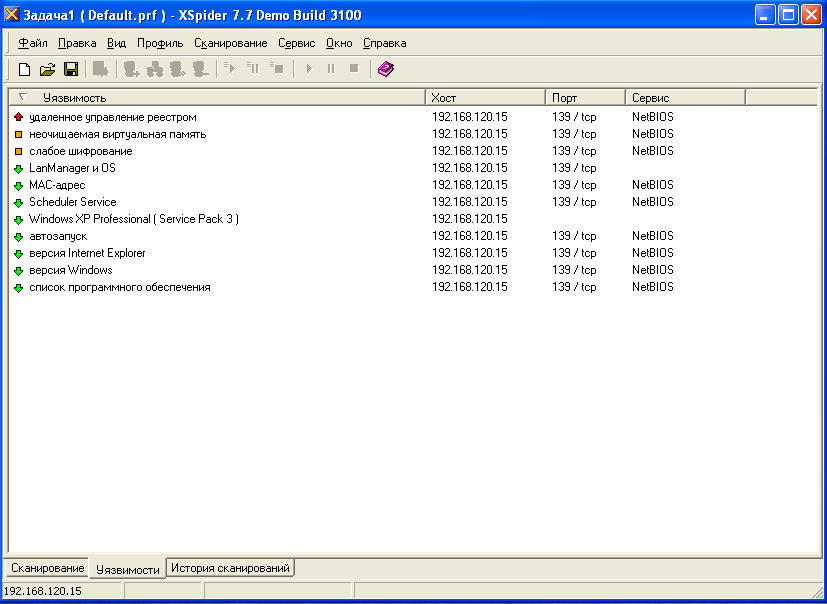 Задача1 ( Default.prf ) - XSpider 7.7 Demo Build 3100
Файл Правка Вид Профиль Сканирование Сервис Окно Справка
Уязвимость Хост Порт Сервис
удаленное управление реестром 192.168.120.15 139 / tcp NetBIOS
неочищаемая виртуальная память 192.168.120.15 139 / tcp NetBIOS
слабое шифрование 192.168.120.15 139 / tcp NetBIOS
LanManager и OS 192.168.120.15 139 / tcp
MAC-адрес 192.168.120.15 139 / tcp NetBIOS
Scheduler Service 192.168.120.15 139 / tcp NetBIOS
Windows XP Professional ( Service Pack 3 ) 192.168.120.15
автозапуск 192.168.120.15 139 / tcp NetBIOS
версия Internet Explorer 192.168.120.15 139 / tcp NetBIOS
версия Windows 192.168.120.15 139 / tcp NetBIOS
список программного обеспечения 192.168.120.15 139 / tcp NetBIOS
Сканирование Уязвимости История сканирований
192.168.120.15